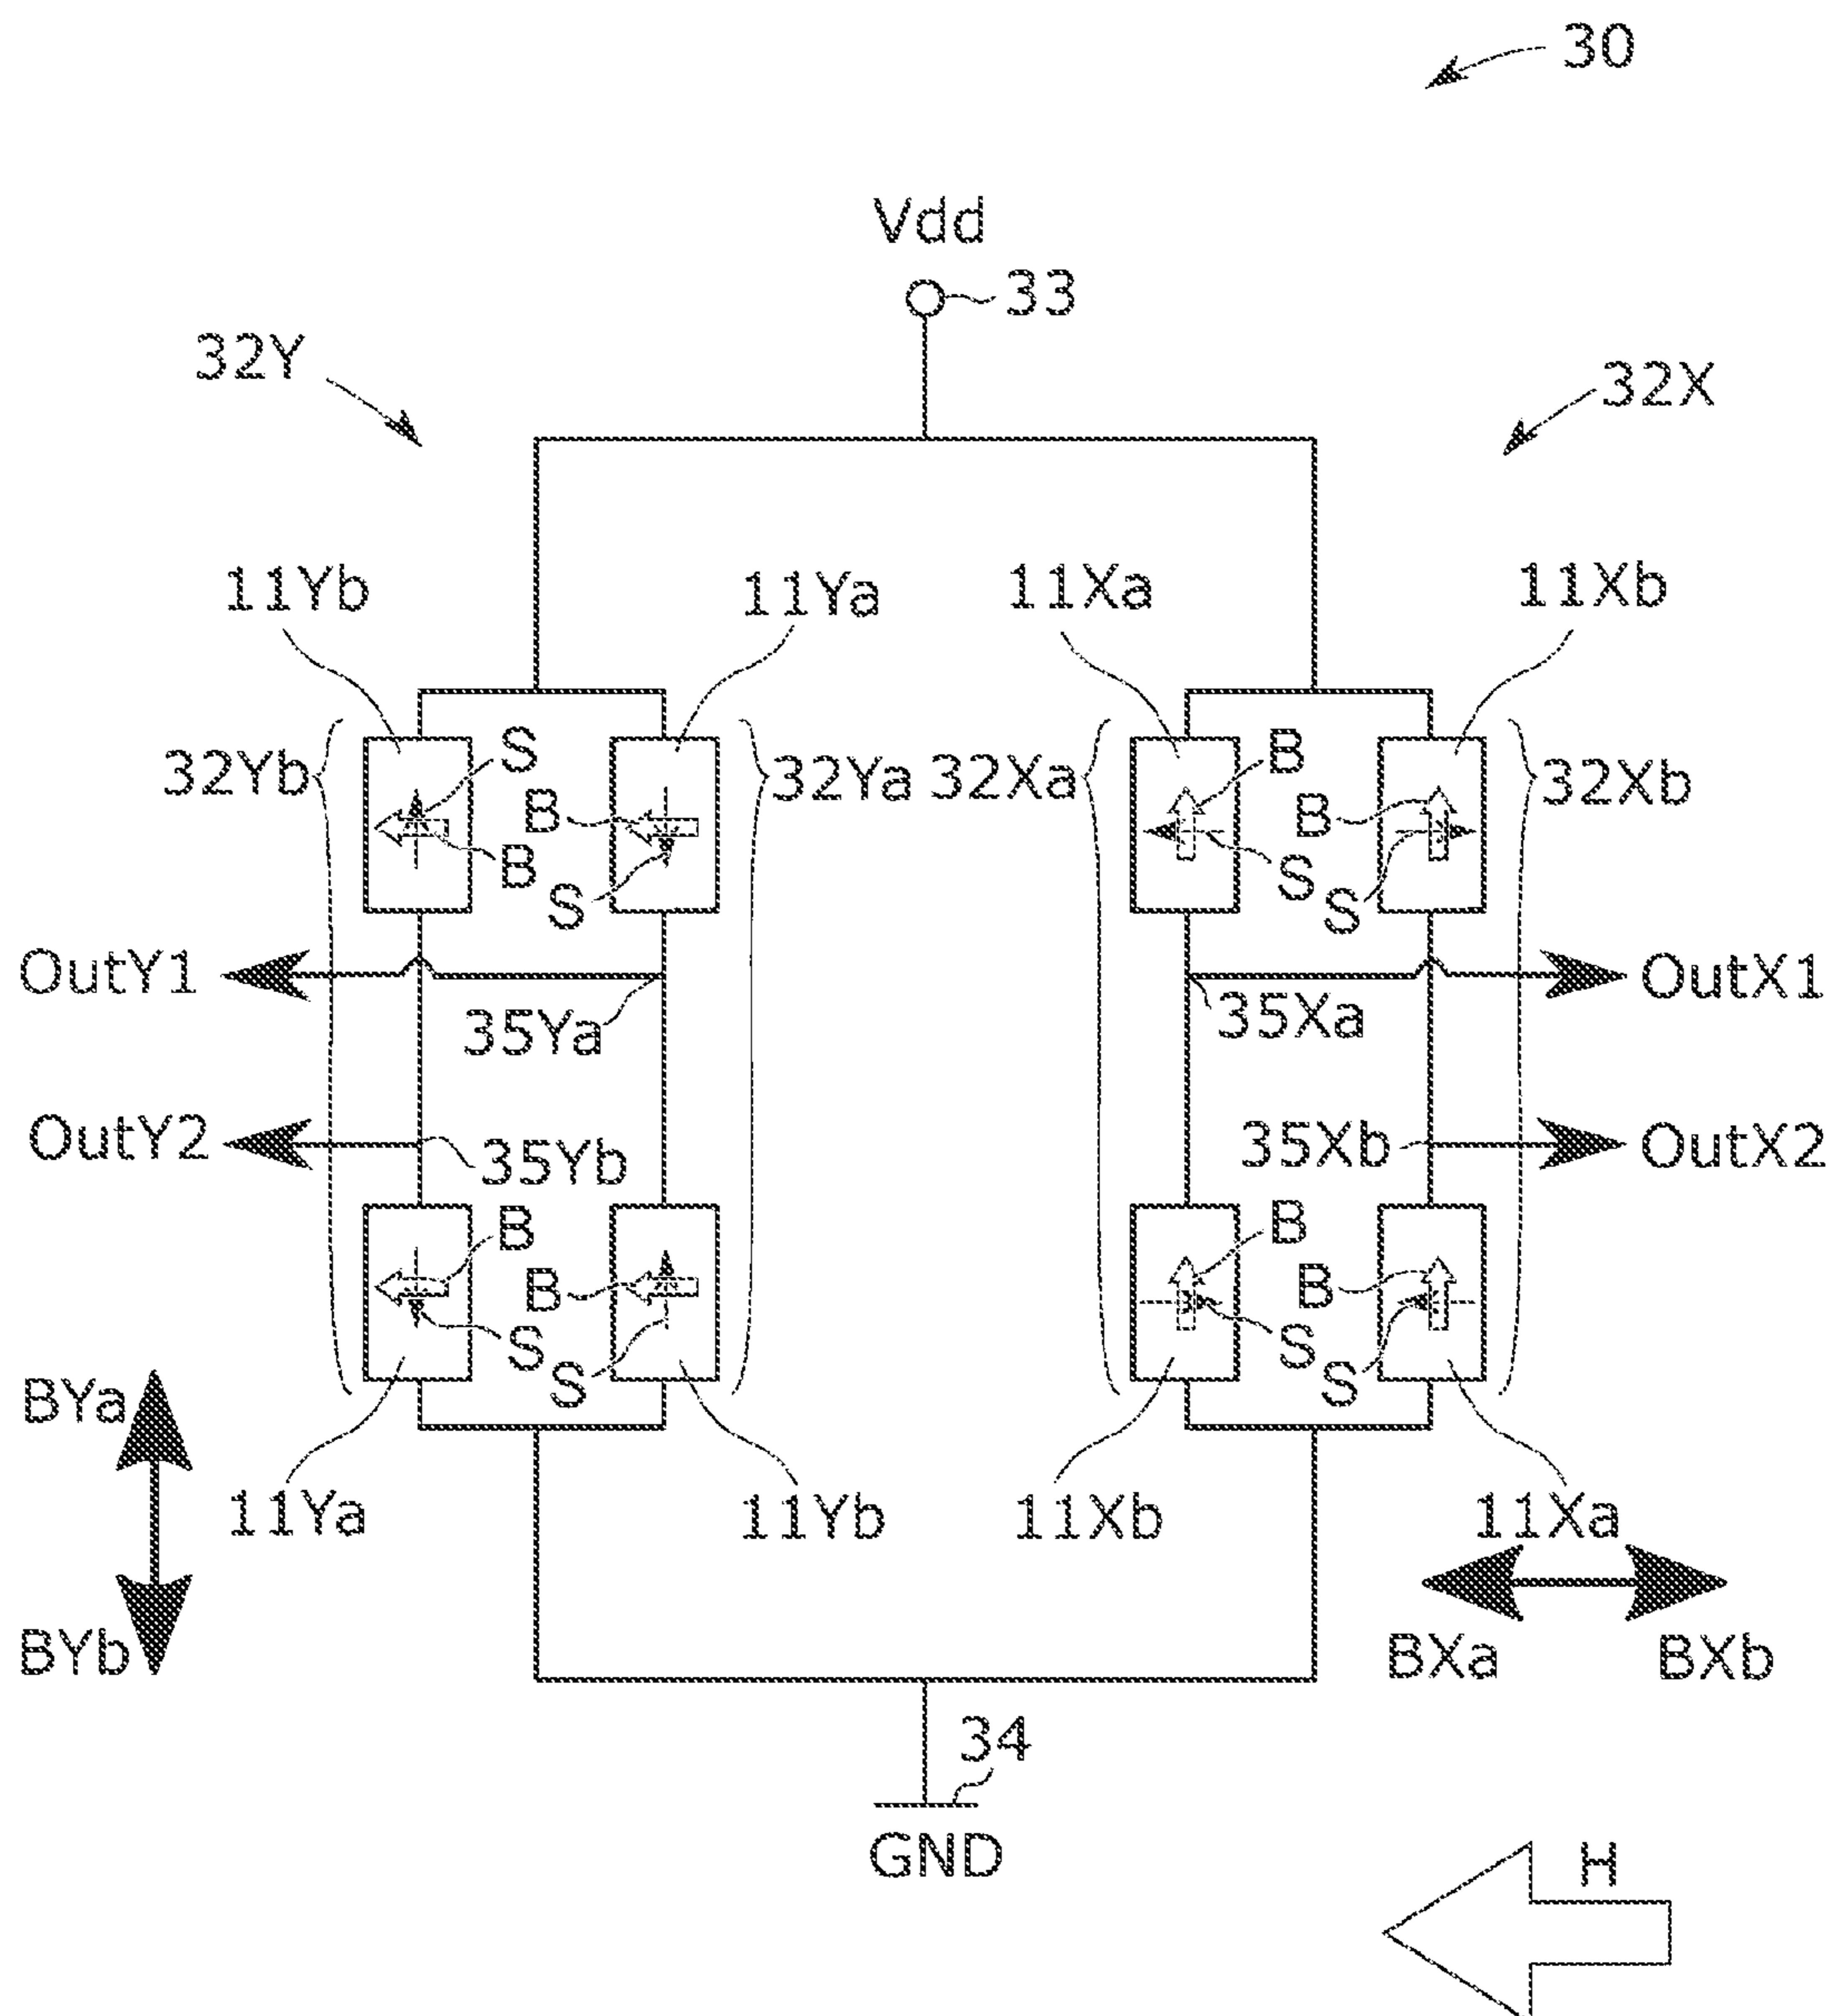 30
Vdd
33
32Y
32X
11Yb
11Ya
11Xa
11Xb
32Yb
S
B
B
S
32Ya
32Xa
B
S
B
S
32Xb
OutY1
35Ya
35Xa
OutX1
OutY2
35Yb
35Xb
OutX2
B
S
B
S
B
S
B
S
BYa
BYb
11Ya
11Yb
11Xb
11Xa
BXa
BXb
34
GND
H